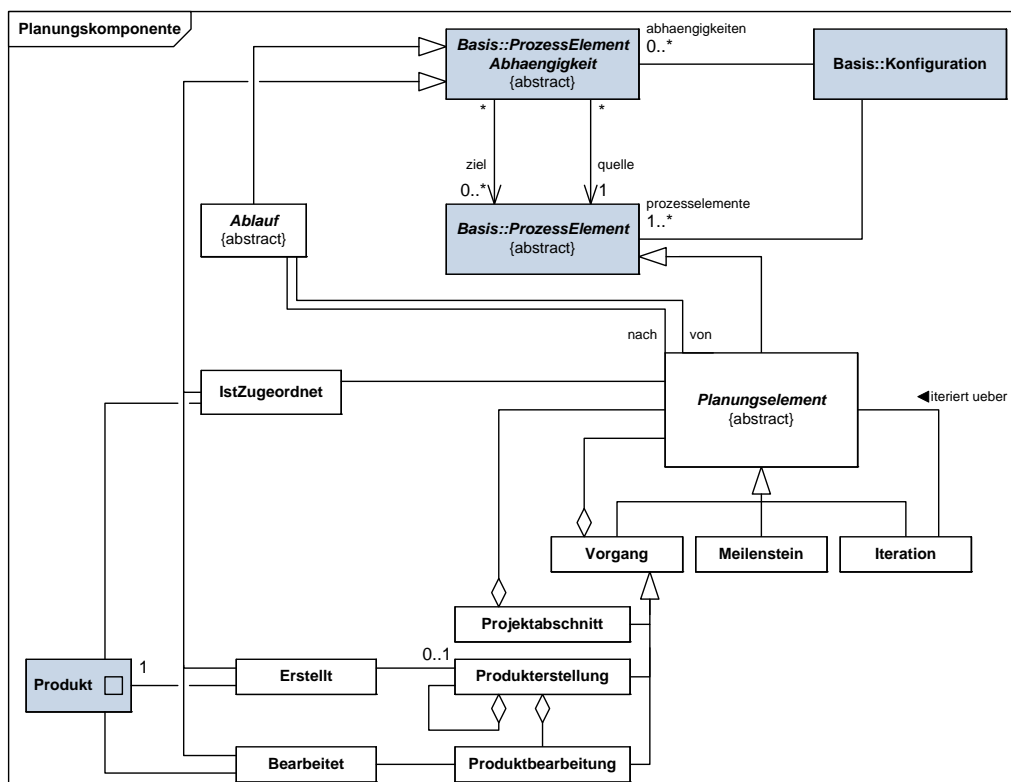 Planungskomponente
Basis::ProzessElement
Abhaengigkeit
{abstract}
abhaengigkeiten
0..*
Basis::Konfiguration
*
*
ziel
quelle
0..*
1
prozesselemente
1..*
Ablauf
{abstract}
Basis::ProzessElement
{abstract}
nach
von
IstZugeordnet
Planungselement
{abstract}
iteriert ueber
Vorgang
Meilenstein
Iteration
Projektabschnitt
Produkt
1
Erstellt
0..1
Produkterstellung
Bearbeitet
Produktbearbeitung